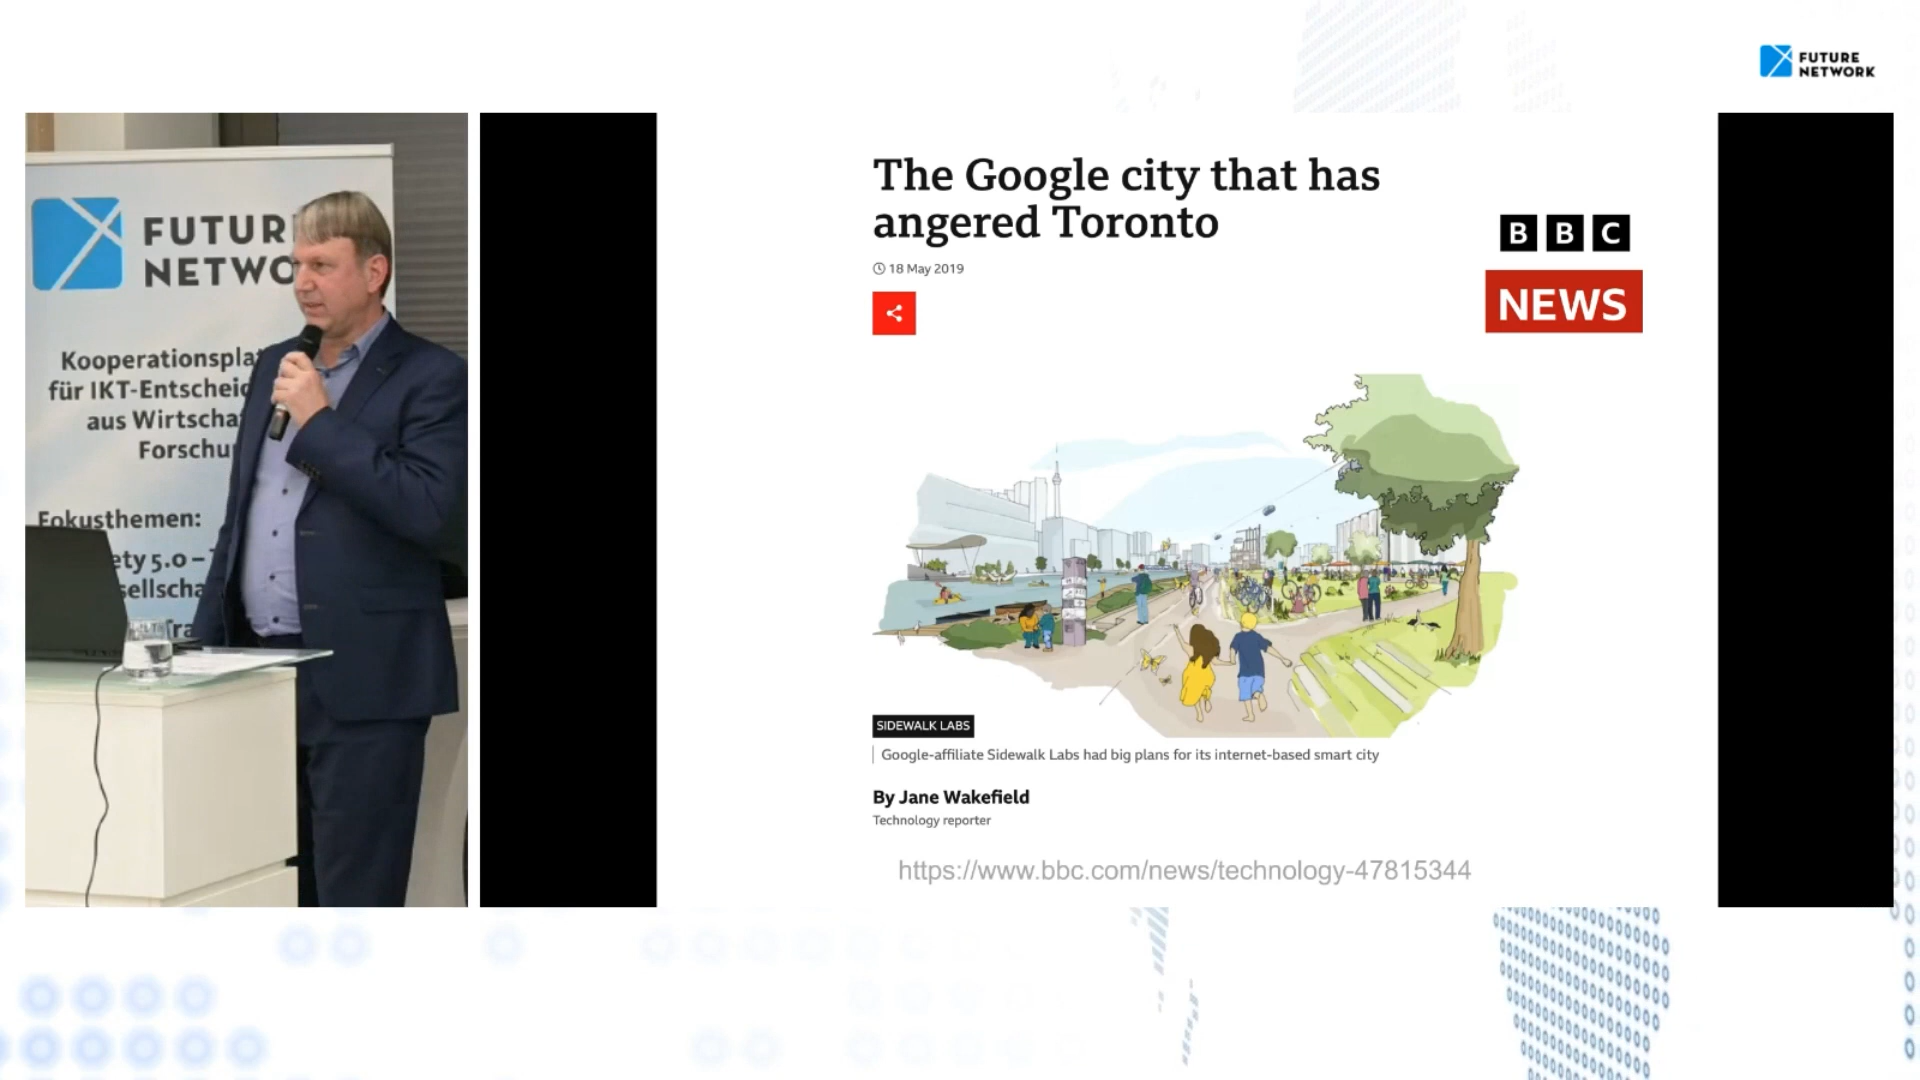 FUTURE
NETWORK
FUTUR
NETWO
Kooperationspla
für IKT-Entscheid
aus Wirtscha
Forschu
Fokusthemen:
ety 5.0 –
sellscha
Tra
The Google city that has
angered Toronto
18 May 2019
BBC
NEWS
SIDEWALK LABS
Google-affiliate Sidewalk Labs had big plans for its internet-based smart city
By Jane Wakefield
Technology reporter
https://www.bbc.com/news/technology-47815344